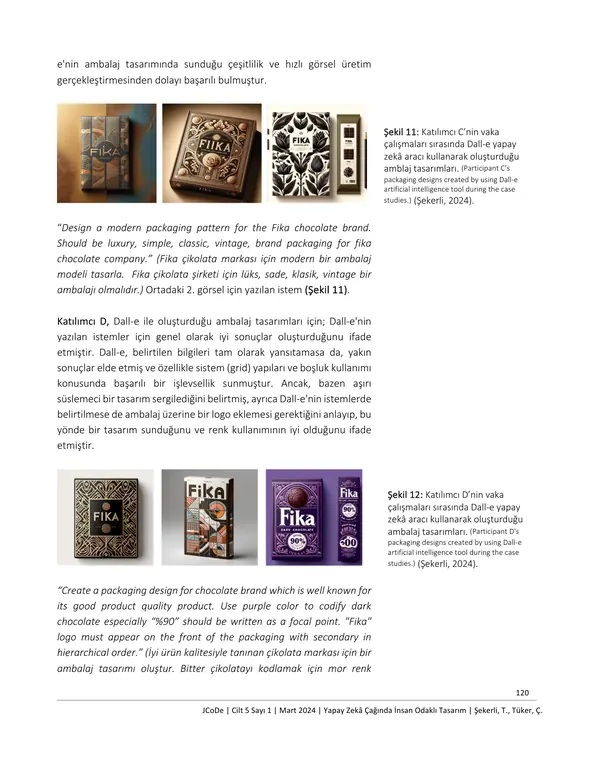 e'nin ambalaj tasarımında sunduğu çeşitlilik ve hızlı görsel üretim
gerçekleştirmesinden dolayı başarılı bulmuştur.
FIKA
FIIKA
FIKA
Şekil 11: Katılımcı C'nin vaka
çalışmaları sırasında Dall-e yapay
zekâ aracı kullanarak oluşturduğu
amblaj tasarımları. (Participant C's
packaging designs created by using Dall-e
artificial intelligence tool during the case
studies.) (Şekerli, 2024).
"Design a modern packaging pattern for the Fika chocolate brand.
Should be luxury, simple, classic, vintage, brand packaging for fika
chocolate company." (Fika çikolata markası için modern bir ambalaj
modeli tasarla. Fika çikolata şirketi için lüks, sade, klasik, vintage bir
ambalajı olmalıdır.) Ortadaki 2. görsel için yazılan istem (Şekil 11).
Katılımcı D, Dall-e ile oluşturduğu ambalaj tasarımları için; Dall-e'nin
yazılan istemler için genel olarak iyi sonuçlar oluşturduğunu ifade
etmiştir. Dall-e, belirtilen bilgileri tam olarak yansıtamasa da, yakın
sonuçlar elde etmiş ve özellikle sistem (grid) yapıları ve boşluk kullanımı
konusunda başarılı bir işlevsellik sunmuştur. Ancak, bazen aşırı
süslemeci bir tasarım sergilediğini belirtmiş, ayrıca Dall-e'nin istemlerde
belirtilmese de ambalaj üzerine bir logo eklemesi gerektiğini anlayıp, bu
yönde bir tasarım sunduğunu ve renk kullanımının iyi olduğunu ifade
etmiştir.
FIKA
FiKA
Fika
DARK CHOCOLATE
90%
Fika
90%
Şekil 12: Katılımcı D'nin vaka
çalışmaları sırasında Dall-e yapay
zekâ aracı kullanarak oluşturduğu
ambalaj tasarımları. (Participant D's
packaging designs created by using Dall-e
artificial intelligence tool during the case
studies.) (Şekerli, 2024).
"Create a packaging design for chocolate brand which is well known for
its good product quality product. Use purple color to codify dark
chocolate especially "%90" should be written as a focal point. "Fika"
logo must appear on the front of the packaging with secondary in
hierarchical order." (İyi ürün kalitesiyle tanınan çikolata markası için bir
ambalaj tasarımı oluştur. Bitter çikolatayı kodlamak için mor renk
120
JCoDe | Cilt 5 Sayı 1 | Mart 2024 | Yapay Zekâ Çağında İnsan Odaklı Tasarım | Şekerli, T., Tüker, Ç.